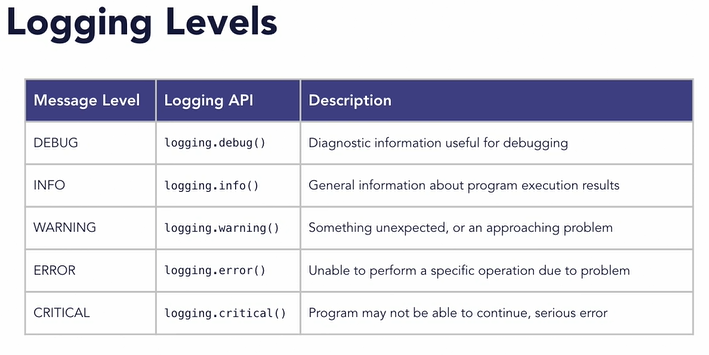 Logging Levels
Message Level Logging API Description
DEBUG logging.debug() Diagnostic information useful for debugging
INFO logging.info() General information about program execution results
WARNING logging.warning() Something unexpected, or an approaching problem
ERROR logging.error() Unable to perform a specific operation due to problem
CRITICAL logging.critical() Program may not be able to continue, serious error